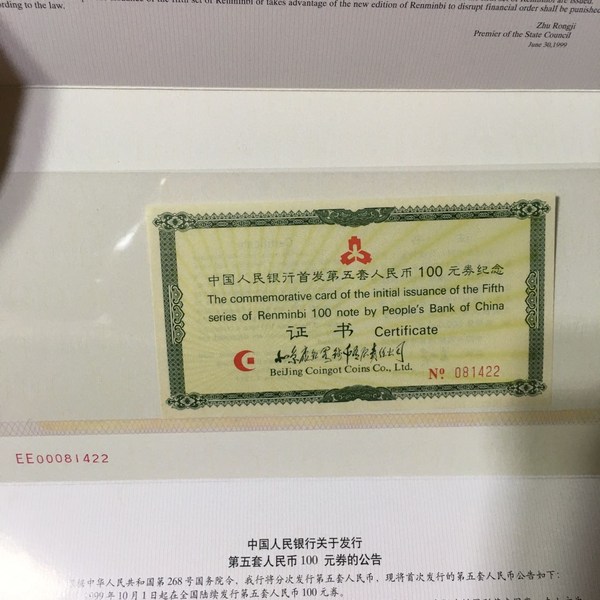 issuance of the fifth set of Renminbi or takes advantage of the new edition of Renminbi to disrupt financial order shall be punished
ording to the law.
Zhu Rongji
Premier of the State Council
June 30,1999
中国人民银行首发第五套人民币100元券纪念
The commemorative card of the initial issuance of the Fifth
series of Renminbi 100 note by People's Bank of China
证 书 Certificate
BeiJing Coingot Coins Co., Ltd.
Nº 081422
EE00081422
中国人民银行关于发行
第五套人民币100 元券的公告
中华人民共和国第268号国务院令，我行将分次发行第五套人民币，现将首次发行的第五套人民币公告如下：
1999年10月1日起在全国陆续发行第五套人民币100元券。